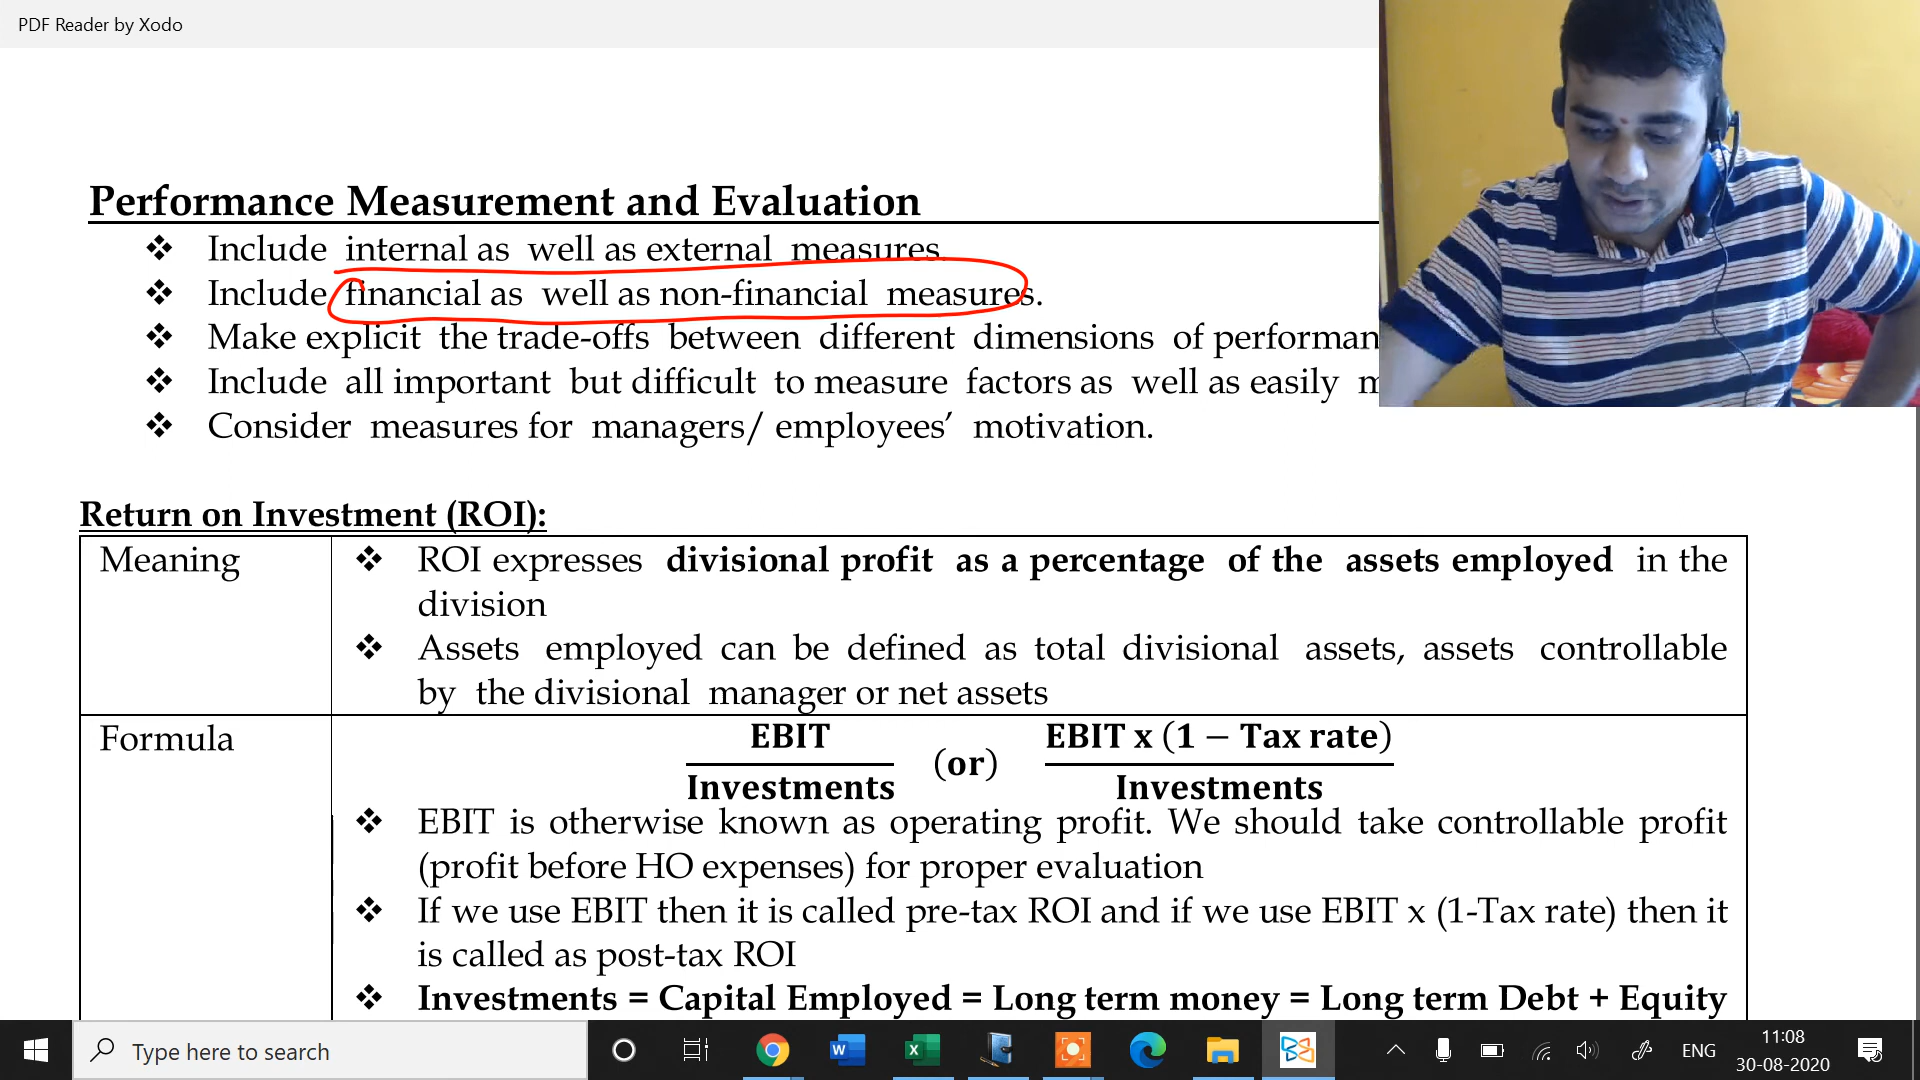 PDF Reader by Xodo
Performance Measurement and Evaluation
❖ Include internal as well as external measures.
❖ Include financial as well as non-financial measures.
❖ Make explicit the trade-offs between different dimensions of performan
❖ Include all important but difficult to measure factors as well as easily m
❖ Consider measures for managers/ employees’ motivation.
Return on Investment (ROI):
Meaning
❖ ROI expresses divisional profit as a percentage of the assets employed in the
division
❖ Assets employed can be defined as total divisional assets, assets controllable
by the divisional manager or net assets
Formula
EBIT
Investments
(or)
EBIT x (1 − Tax rate)
Investments
❖ EBIT is otherwise known as operating profit. We should take controllable profit
(profit before HO expenses) for proper evaluation
❖ If we use EBIT then it is called pre-tax ROI and if we use EBIT x (1-Tax rate) then it
is called as post-tax ROI
❖ Investments = Capital Employed = Long term money = Long term Debt + Equity
Type here to search
ENG
11:08
30-08-2020